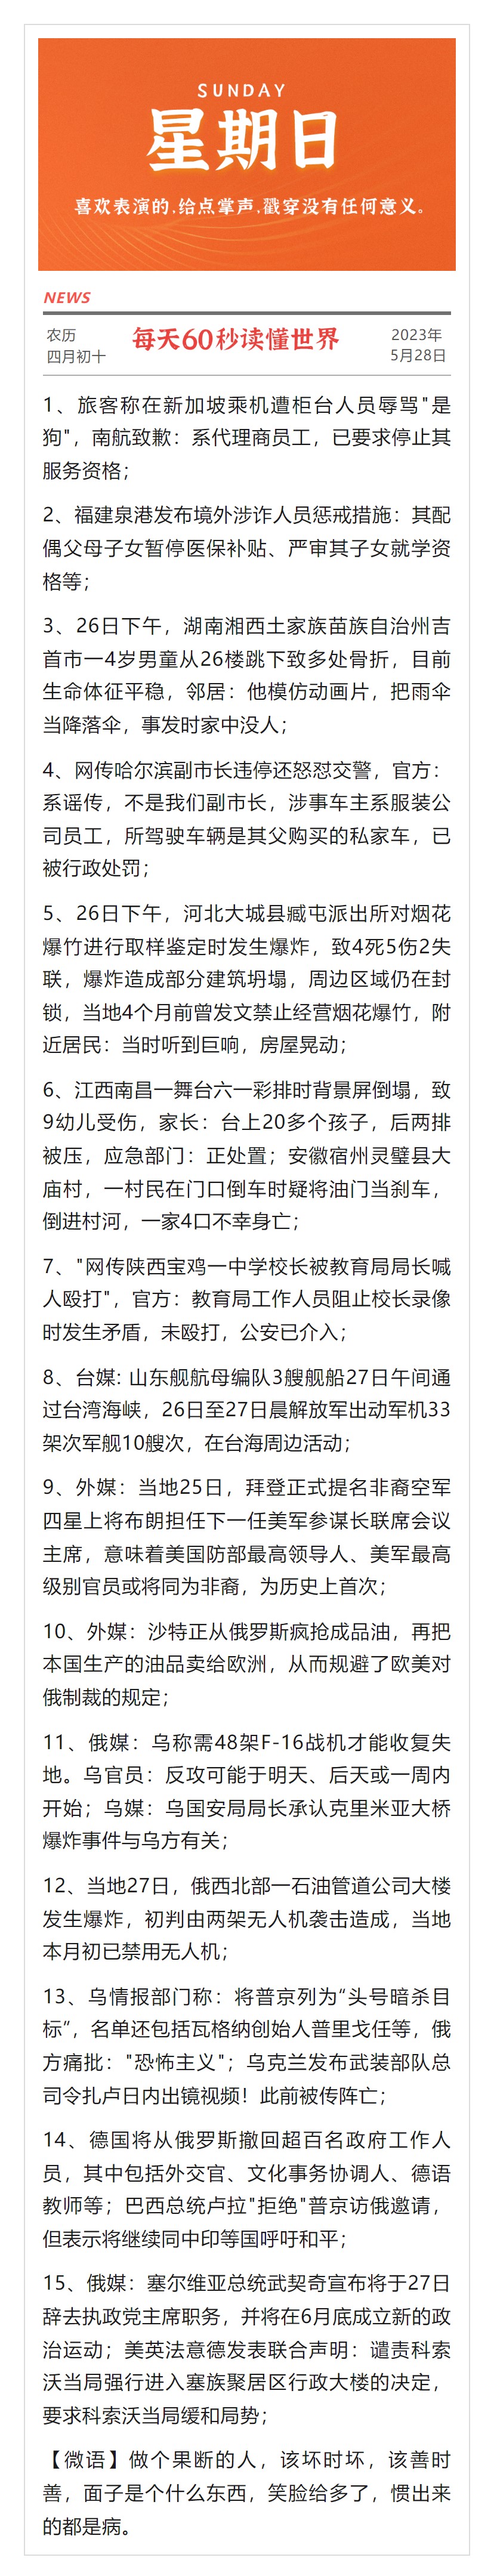 SUNDAY
星期日
喜欢表演的,给点掌声,戳穿没有任何意义。
NEWS
农历
四月初十
每天60秒读懂世界
2023年
5月28日
1、旅客称在新加坡乘机遭柜台人员辱骂"是
狗"，南航致歉：系代理商员工，已要求停止其
服务资格；
2、福建泉港发布境外涉诈人员惩戒措施：其配
偶父母子女暂停医保补贴、严审其子女就学资
格等；
3、26日下午，湖南湘西土家族苗族自治州吉
首市一4岁男童从26楼跳下致多处骨折，目前
生命体征平稳，邻居：他模仿动画片，把雨伞
当降落伞，事发时家中没人；
4、网传哈尔滨副市长违停还怒怼交警，官方：
系谣传，不是我们副市长，涉事车主系服装公
司员工，所驾驶车辆是其父购买的私家车，已
被行政处罚；
5、26日下午，河北大城县臧屯派出所对烟花
爆竹进行取样鉴定时发生爆炸，致4死5伤2失
联，爆炸造成部分建筑坍塌，周边区域仍在封
锁，当地4个月前曾发文禁止经营烟花爆竹，附
近居民：当时听到巨响，房屋晃动；
6、江西南昌一舞台六一彩排时背景屏倒塌，致
9幼儿受伤，家长：台上20多个孩子，后两排
被压，应急部门：正处置；安徽宿州灵璧县大
庙村，一村民在门口倒车时疑将油门当刹车，
倒进村河，一家4口不幸身亡；
7、"网传陕西宝鸡一中学校长被教育局局长喊
人殴打"，官方：教育局工作人员阻止校长录像
时发生矛盾，未殴打，公安已介入；
8、台媒: 山东舰航母编队3艘舰船27日午间通
过台湾海峡，26日至27日晨解放军出动军机33
架次军舰10艘次，在台海周边活动；
9、外媒：当地25日，拜登正式提名非裔空军
四星上将布朗担任下一任美军参谋长联席会议
主席，意味着美国防部最高领导人、美军最高
级别官员或将同为非裔，为历史上首次；
10、外媒：沙特正从俄罗斯疯抢成品油，再把
本国生产的油品卖给欧洲，从而规避了欧美对
俄制裁的规定；
11、俄媒：乌称需48架F-16战机才能收复失
地。乌官员：反攻可能于明天、后天或一周内
开始；乌媒：乌国安局局长承认克里米亚大桥
爆炸事件与乌方有关；
12、当地27日，俄西北部一石油管道公司大楼
发生爆炸，初判由两架无人机袭击造成，当地
本月初已禁用无人机；
13、乌情报部门称：将普京列为“头号暗杀目
标”，名单还包括瓦格纳创始人普里戈任等，俄
方痛批："恐怖主义"；乌克兰发布武装部队总
司令扎卢日内出镜视频！此前被传阵亡；
14、德国将从俄罗斯撤回超百名政府工作人
员，其中包括外交官、文化事务协调人、德语
教师等；巴西总统卢拉"拒绝"普京访俄邀请，
但表示将继续同中印等国呼吁和平；
15、俄媒：塞尔维亚总统武契奇宣布将于27日
辞去执政党主席职务，并将在6月底成立新的政
治运动；美英法意德发表联合声明：谴责科索
沃当局强行进入塞族聚居区行政大楼的决定，
要求科索沃当局缓和局势；
【微语】做个果断的人，该坏时坏，该善时
善，面子是个什么东西，笑脸给多了，惯出来
的都是病。